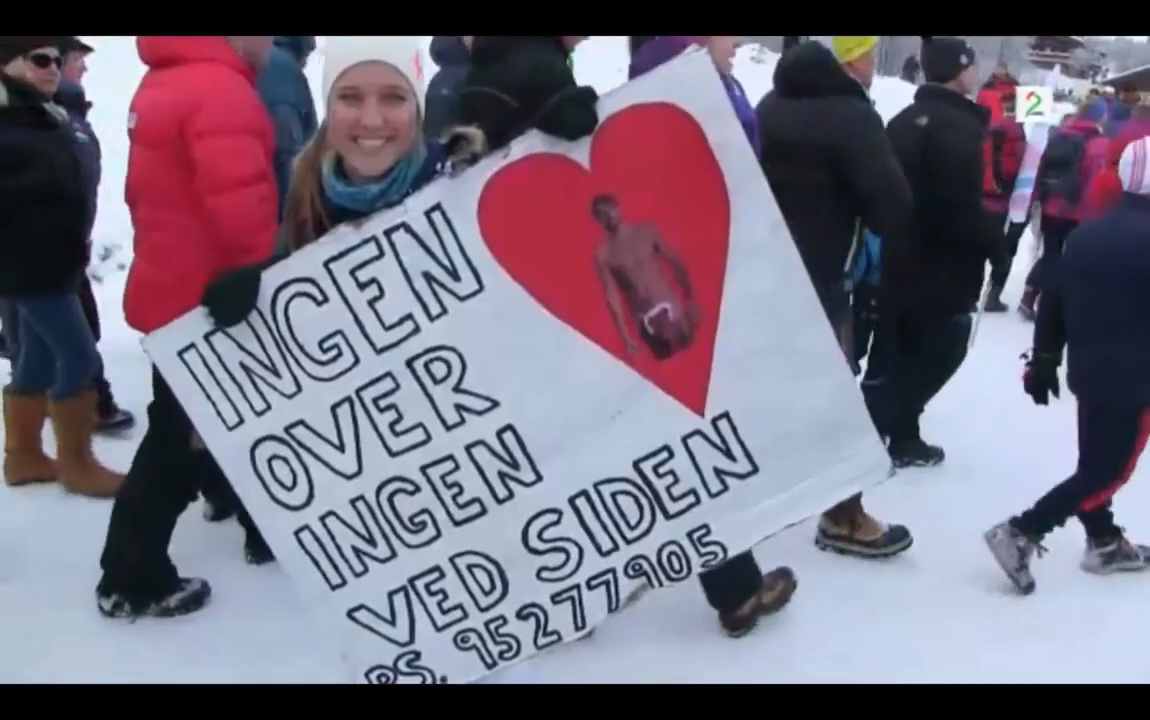 INGEN
OVER
INGEN
VED SIDEN
PS. 95277905
2